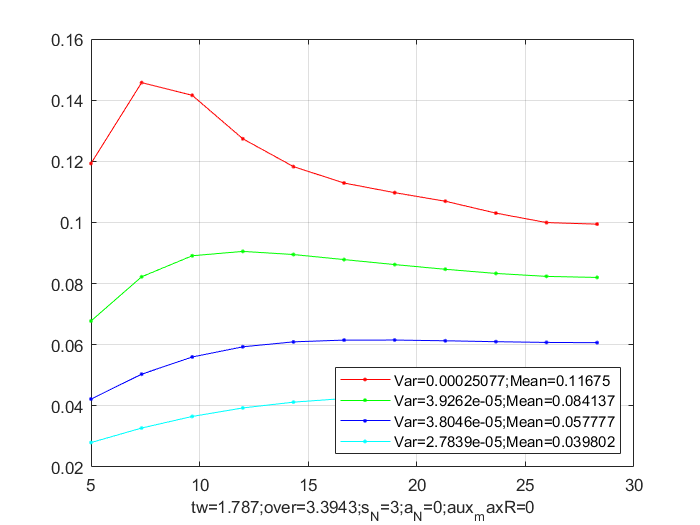 0.16
0.14
0.12
0.1
0.08
0.06
0.04
0.02
Var=0.00025077;Mean=0.11675
Var=3.9262e-05;Mean=0.084137
Var=3.8046e-05;Mean=0.057777
Var=2.7839e-05;Mean=0.039802
5 10 15 20 25 30
tw=1.787;over=3.3943;s_N=3;a_N=0;aux_maxR=0